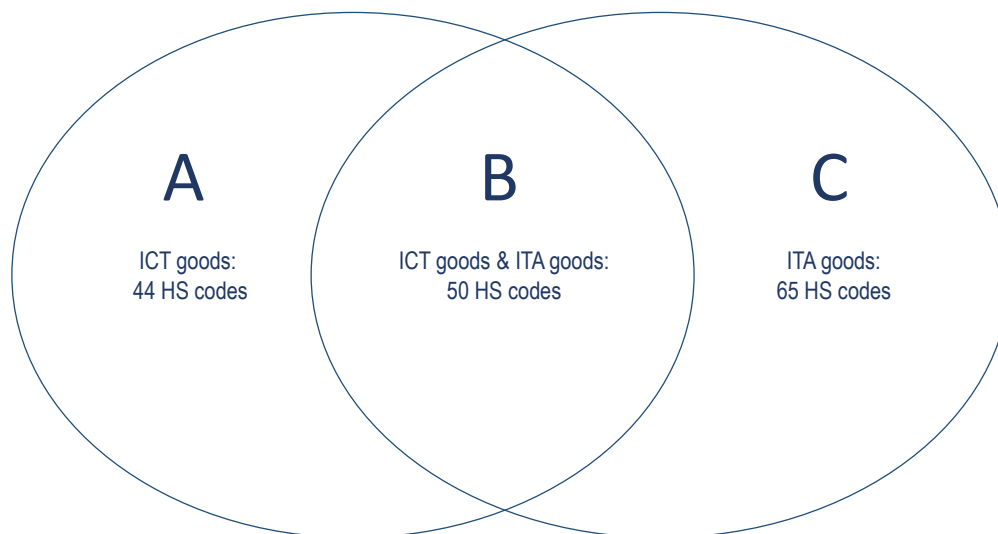 A
ICT goods:
44 HS codes
B
ICT goods & ITA goods:
50 HS codes
C
ITA goods:
65 HS codes